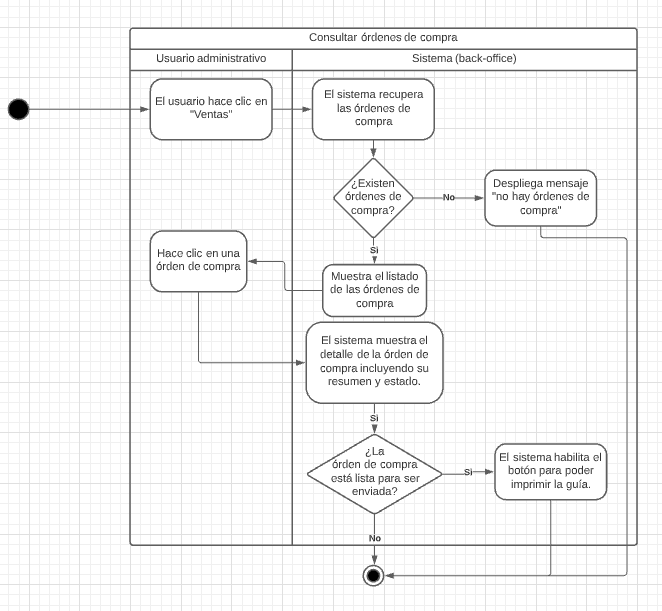 Consultar órdenes de compra
Usuario administrativo
Sistema (back-office)
El usuario hace clic en
"Ventas"
El sistema recupera
las órdenes de
compra
¿Existen
órdenes de
compra?
No
Despliega mensaje
"no hay órdenes de
compra"
Si
Hace clic en una
órden de compra
Muestra el listado
de las órdenes de
compra
El sistema muestra el
detalle de la órden de
compra incluyendo su
resumen y estado.
Si
¿La
órden de compra
está lista para ser
enviada?
Si
El sistema habilita el
botón para poder
imprimir la guía.
No